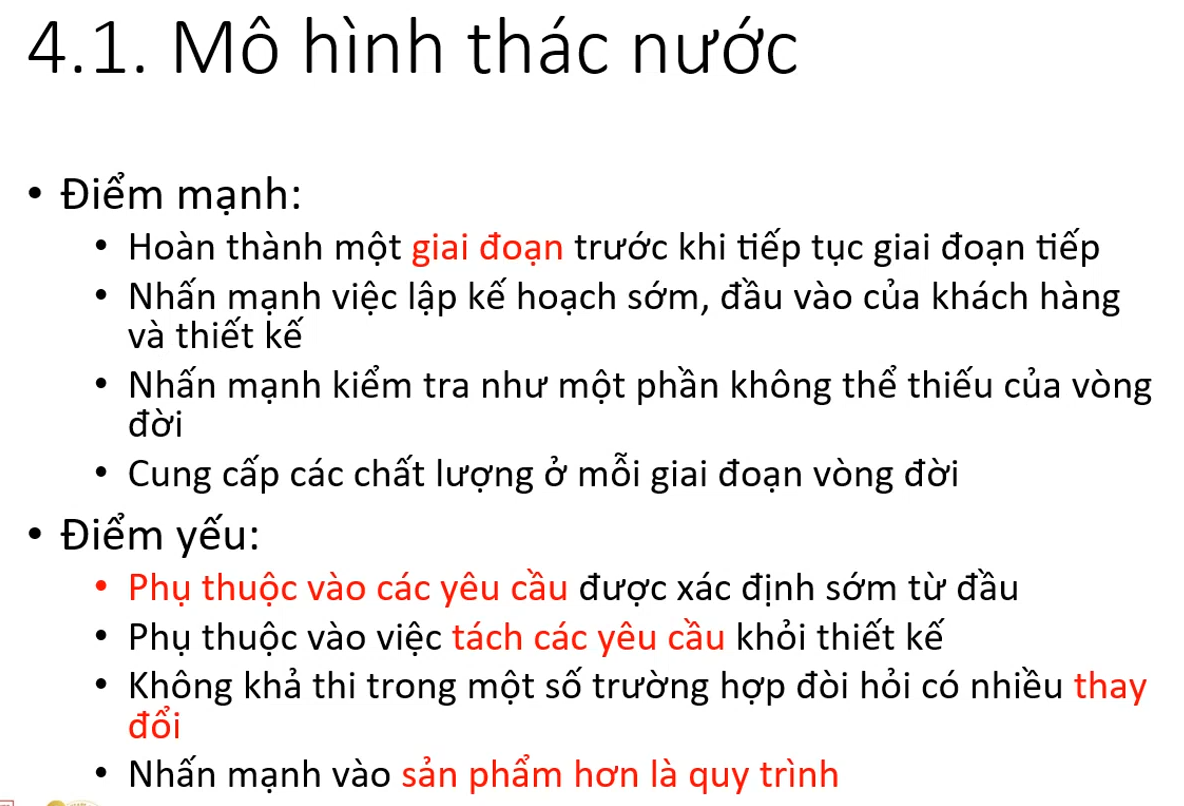 4.1. Mô hình thác nước
• Điểm mạnh:
• Hoàn thành một giai đoạn trước khi tiếp tục giai đoạn tiếp
• Nhấn mạnh việc lập kế hoạch sớm, đầu vào của khách hàng
và thiết kế
• Nhấn mạnh kiểm tra như một phần không thể thiếu của vòng
đời
• Cung cấp các chất lượng ở mỗi giai đoạn vòng đời
• Điểm yếu:
• Phụ thuộc vào các yêu cầu được xác định sớm từ đầu
• Phụ thuộc vào việc tách các yêu cầu khỏi thiết kế
• Không khả thi trong một số trường hợp đòi hỏi có nhiều thay
đổi
• Nhấn mạnh vào sản phẩm hơn là quy trình